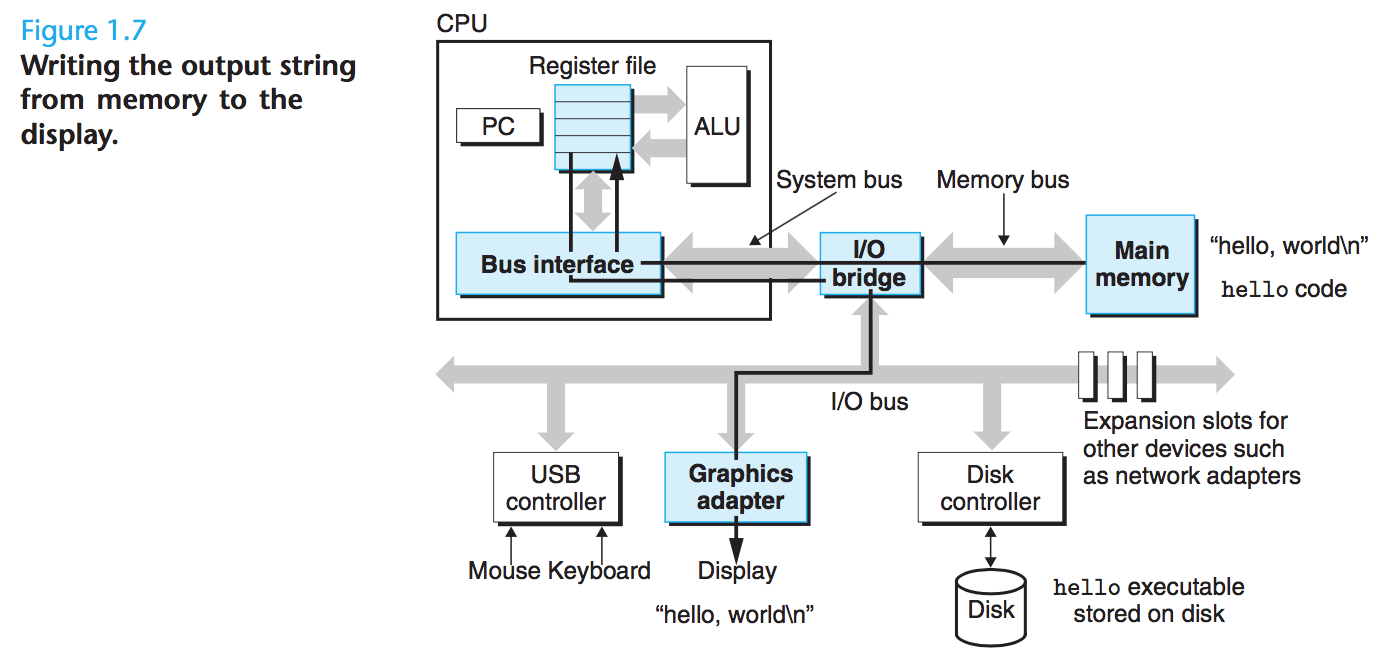 Figure 1.7
Writing the output string
from memory to the
display.
CPU
Register file
PC
ALU
System bus
Memory bus
Bus interface
I/O
bridge
Main
memory
“hello, world\n”
hello code
I/O bus
Expansion slots for
other devices such
as network adapters
USB
controller
Graphics
adapter
Disk
controller
Mouse Keyboard
Display
“hello, world\n”
Disk
hello executable
stored on disk